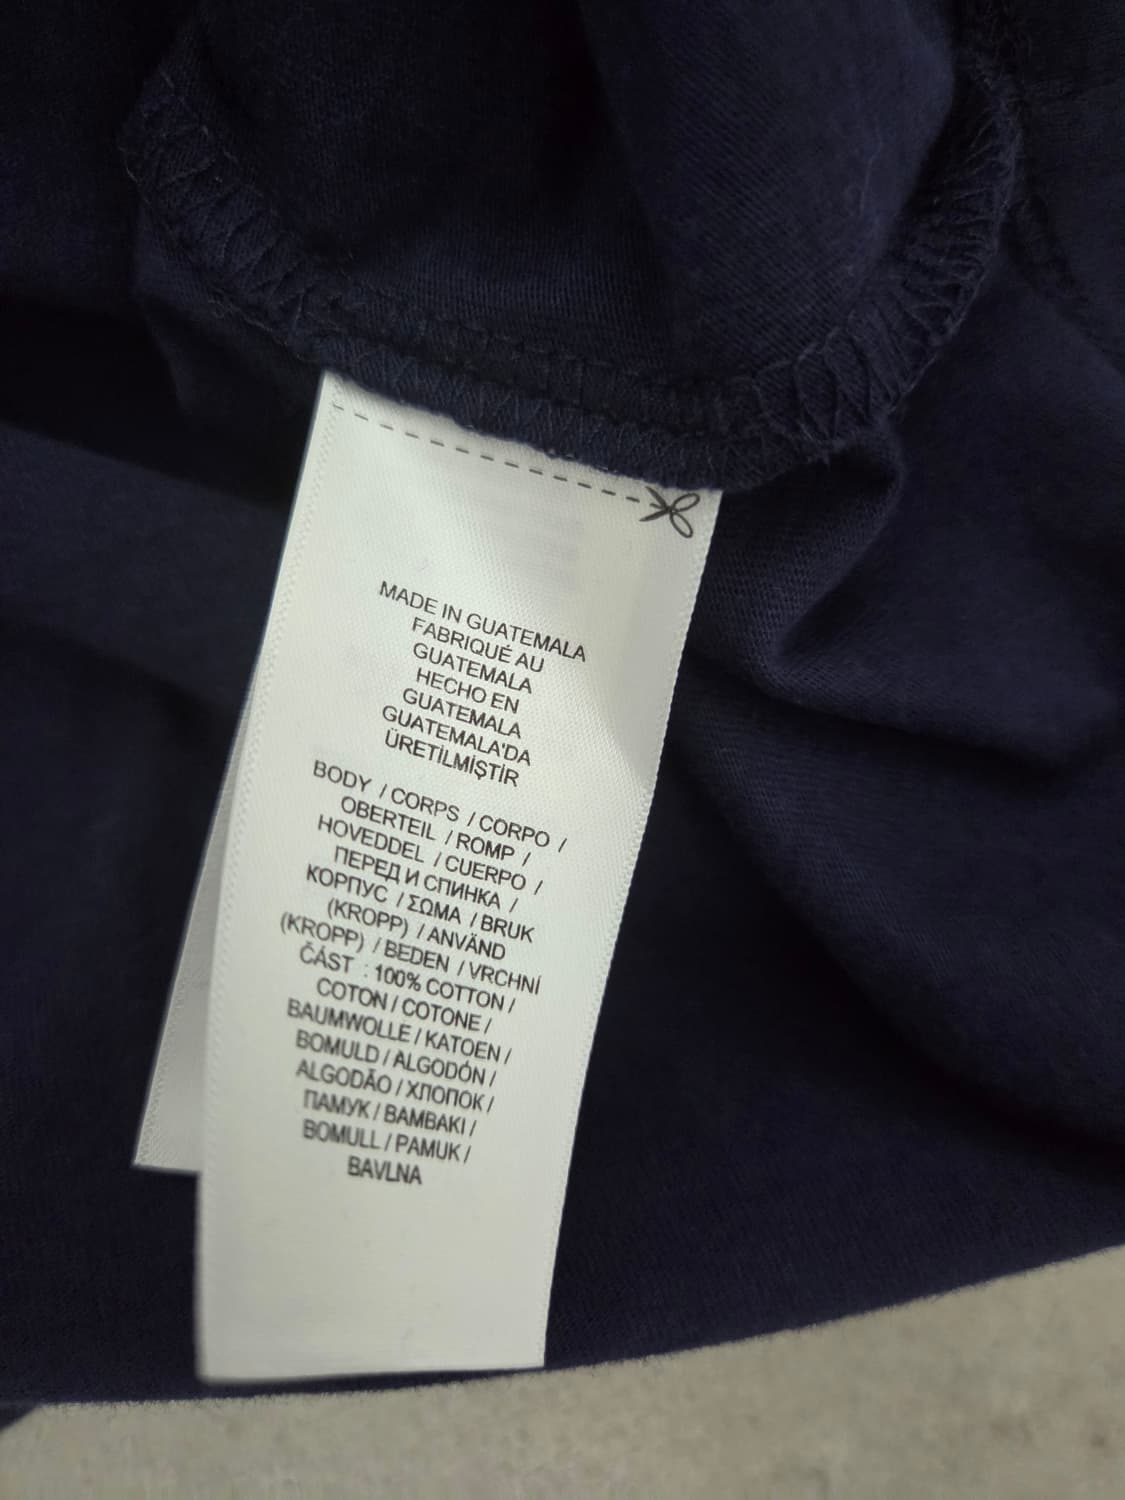 MADE IN GUATEMALA
FABRIQUÉ AU
GUATEMALA
HECHO EN
GUATEMALA
GUATEMALA'DA
ÜRETİLMİŞTİR
BODY / CORPS / CORPO /
OBERTEIL / ROMP /
HOVEDDEL / CUERPO /
ПЕРЕД И СПИНКА /
КОРПУС / ΣΩΜΑ / BRUK
(KROPP) / ANVÄND
(KROPP) / BEDEN / VRCHNÍ
ČÁST : 100% COTTON /
COTON / COTONE /
BAUMWOLLE / KATOEN /
BOMULD / ALGODÓN /
ALGODÃO / ХЛОПОК /
ПАМУК / BAMBAKI /
BOMULL / PAMUK /
BAVLNA